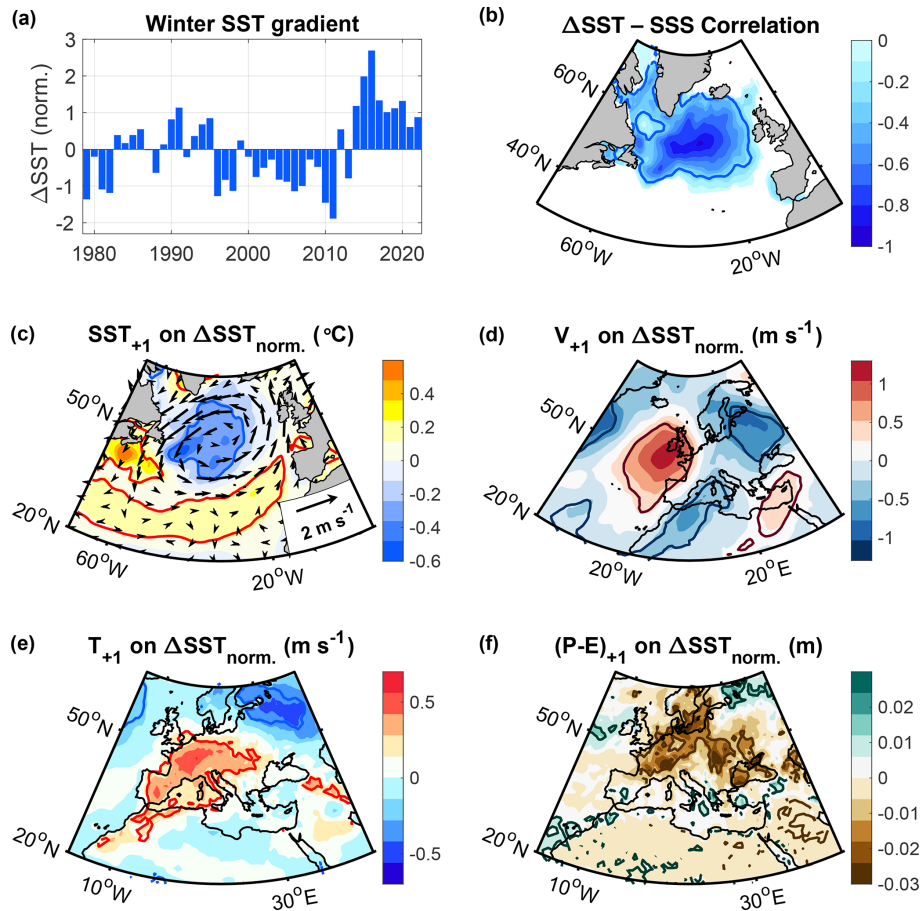 (a) Winter SST gradient
ΔSST (norm.)
3
2
1
0
-1
-2
1980 1990 2000 2010 2020
(b) ΔSST – SSS Correlation
60°N
40°N
60°W
20°W
0
-0.2
-0.4
-0.6
-0.8
-1
(c) SST+1 on ΔSSTnorm. (°C)
50°N
20°N
60°W
20°W
2 m s-1
0.4
0.2
0
-0.2
-0.4
-0.6
(d) V+1 on ΔSSTnorm. (m s-1)
50°N
20°N
20°W
20°E
1
0.5
0
-0.5
-1
(e) T+1 on ΔSSTnorm. (m s-1)
50°N
20°N
10°W
30°E
0.5
0
-0.5
(f) (P-E)+1 on ΔSSTnorm. (m)
50°N
20°N
10°W
30°E
0.02
0.01
0
-0.01
-0.02
-0.03